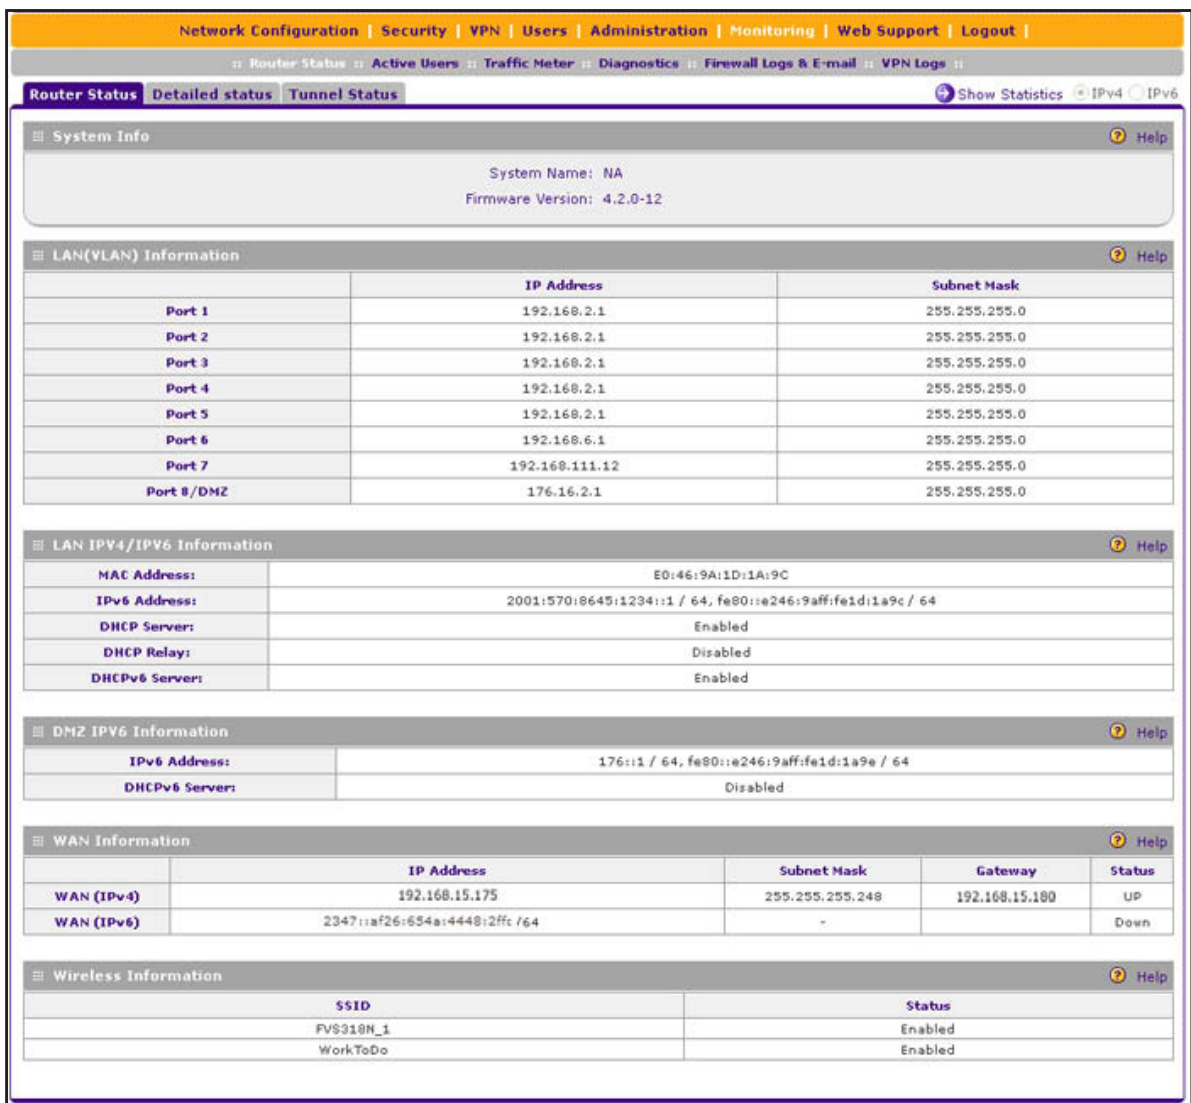 Network Configuration | Security | VPN | Users | Administration | Monitoring | Web Support | Logout |
:: Router Status :: Active Users :: Traffic Meter :: Diagnostics :: Firewall Logs & E-mail :: VPN Logs ::
Router Status Detailed status Tunnel Status Show Statistics IPv4 IPv6
System Info Help
System Name: NA
Firmware Version: 4.2.0-12
LAN(VLAN) Information Help
IP Address Subnet Mask
Port 1 192.168.2.1 255.255.255.0
Port 2 192.168.2.1 255.255.255.0
Port 3 192.168.2.1 255.255.255.0
Port 4 192.168.2.1 255.255.255.0
Port 5 192.168.2.1 255.255.255.0
Port 6 192.168.6.1 255.255.255.0
Port 7 192.168.111.12 255.255.255.0
Port 8/DMZ 176.16.2.1 255.255.255.0
LAN IPV4/IPV6 Information Help
MAC Address: E0:46:9A:1D:1A:9C
IPv6 Address: 2001:570:8645:1234::1 / 64, fe80::e246:9aff:fe1d:1a9c / 64
DHCP Server: Enabled
DHCP Relay: Disabled
DHCPv6 Server: Enabled
DMZ IPV6 Information Help
IPv6 Address: 176::1 / 64, fe80::e246:9aff:fe1d:1a9e / 64
DHCPv6 Server: Disabled
WAN Information Help
IP Address Subnet Mask Gateway Status
WAN (IPv4) 192.168.15.175 255.255.255.248 192.168.15.180 UP
WAN (IPv6) 2347::af26:654a:4448:2ffc /64 - Down
Wireless Information Help
SSID Status
FVS318N_1 Enabled
WorkToDo Enabled